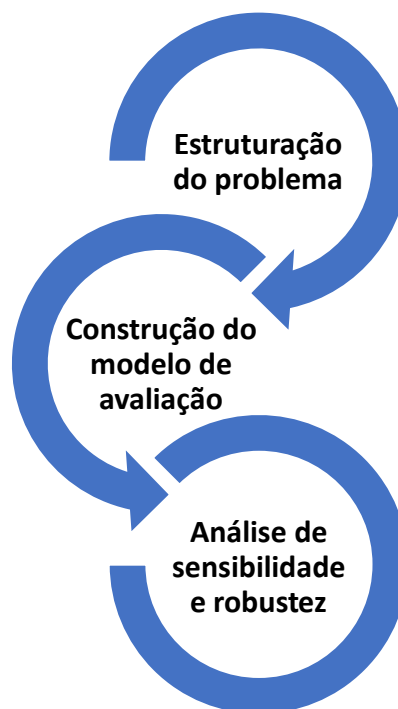 Estruturação
do problema
Construção do
modelo de
avaliação
Análise de
sensibilidade
e robustez